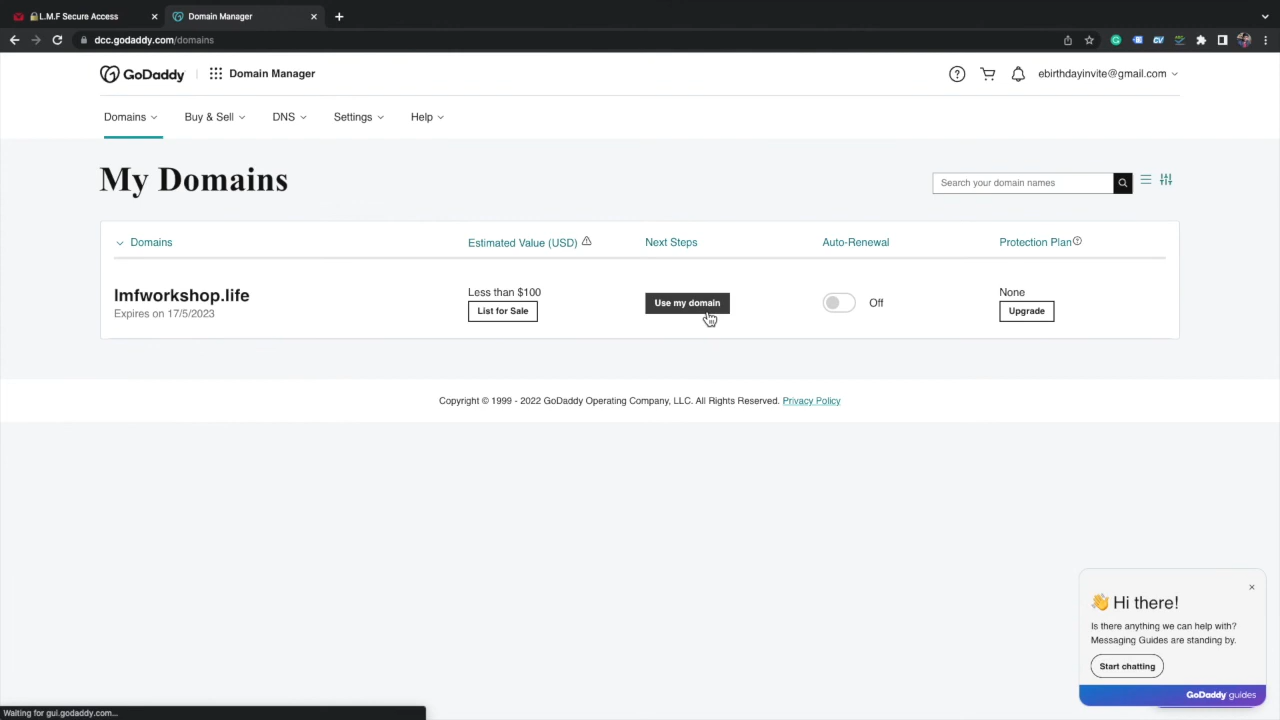 L.M.F Secure Access
Domain Manager
dcc.godaddy.com/domains
GoDaddy
Domain Manager
ebirthdayinvite@gmail.com
Domains
Buy & Sell
DNS
Settings
Help
My Domains
Search your domain names
Domains
Estimated Value (USD)
Next Steps
Auto-Renewal
Protection Plan
lmfworkshop.life
Expires on 17/5/2023
Less than $100
List for Sale
Use my domain
Off
None
Upgrade
Copyright © 1999 - 2022 GoDaddy Operating Company, LLC. All Rights Reserved. Privacy Policy
👋 Hi there!
Is there anything we can help with?
Messaging Guides are standing by.
Start chatting
GoDaddy guides
Waiting for gui.godaddy.com...